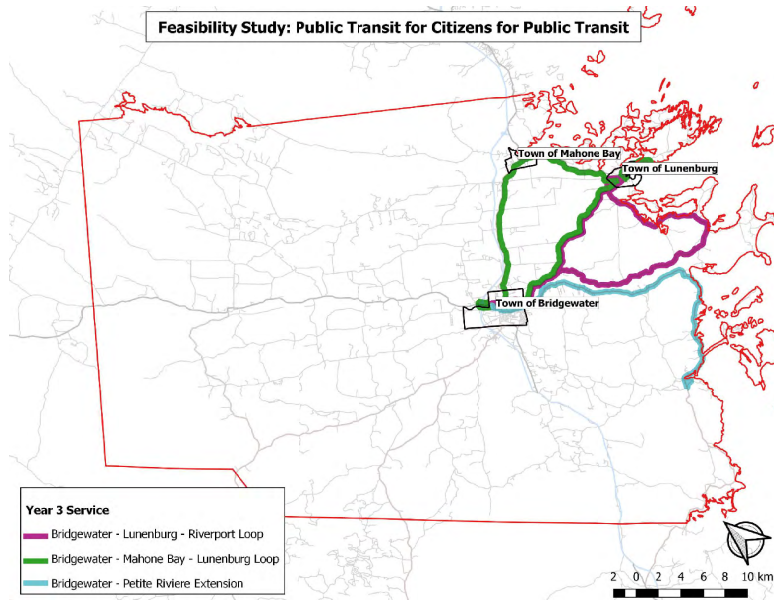 Feasibility Study: Public Transit for Citizens for Public Transit
Town of Mahone Bay
Town of Lunenburg
Town of Bridgewater
Year 3 Service
Bridgewater - Lunenburg - Riverport Loop
Bridgewater - Mahone Bay - Lunenburg Loop
Bridgewater - Petite Riviere Extension
2 0 2 4 6 8 10 km